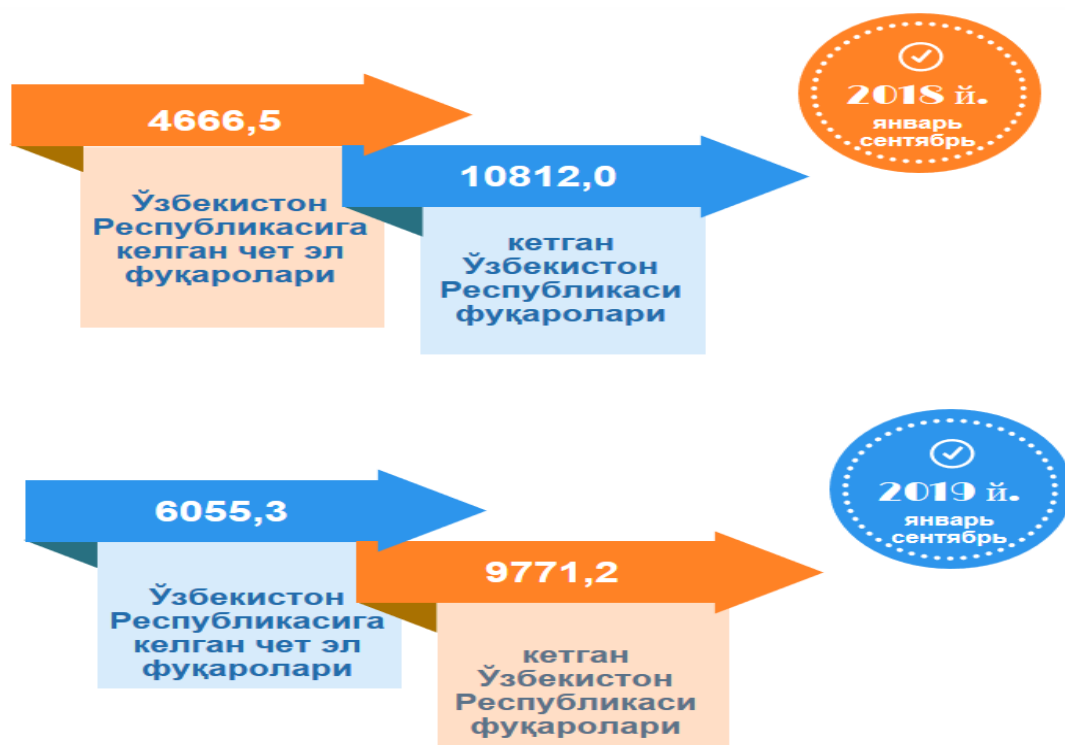 4666,5
Ўзбекистон
Республикасига
келган чет эл
фуқаролари
10812,0
кетган
Ўзбекистон
Республикаси
фуқаролари
2018 й.
январь
сентябрь
6055,3
Ўзбекистон
Республикасига
келган чет эл
фуқаролари
9771,2
кетган
Ўзбекистон
Республикаси
фуқаролари
2019 й.
январь
сентябрь